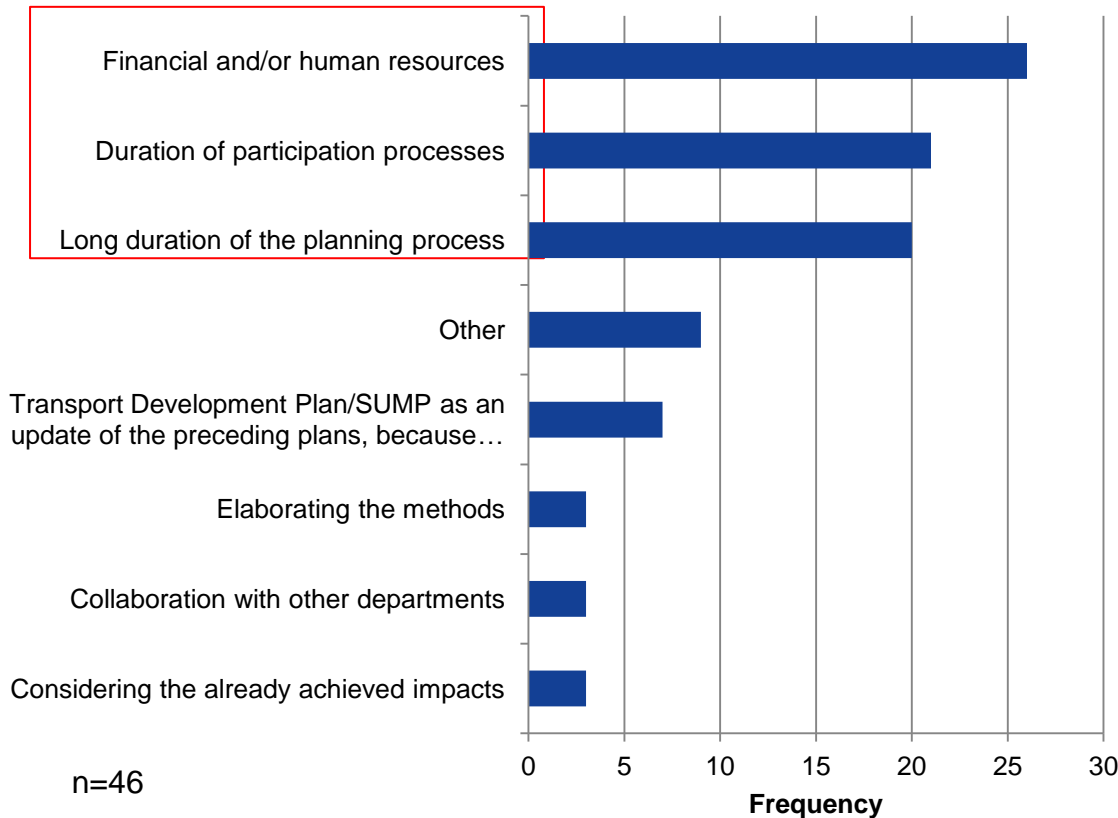 Financial and/or human resources
Duration of participation processes
Long duration of the planning process
Other
Transport Development Plan/SUMP as an
update of the preceding plans, because…
Elaborating the methods
Collaboration with other departments
Considering the already achieved impacts
0 5 10 15 20 25 30
Frequency
n=46